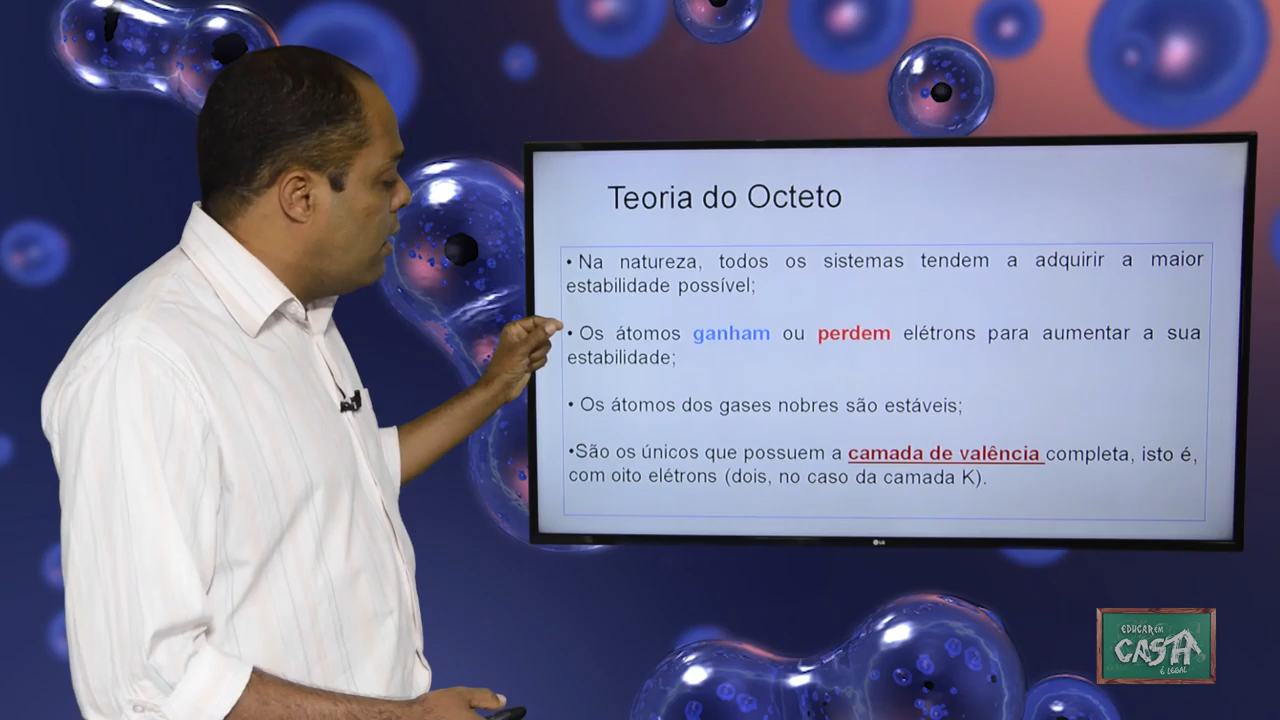 Teoria do Octeto
• Na natureza, todos os sistemas tendem a adquirir a maior
estabilidade possível;
• Os átomos ganham ou perdem elétrons para aumentar a sua
estabilidade;
• Os átomos dos gases nobres são estáveis;
•São os únicos que possuem a camada de valência completa, isto é,
com oito elétrons (dois, no caso da camada K).
LG
EDUCAR EM
CASA
É LEGAL